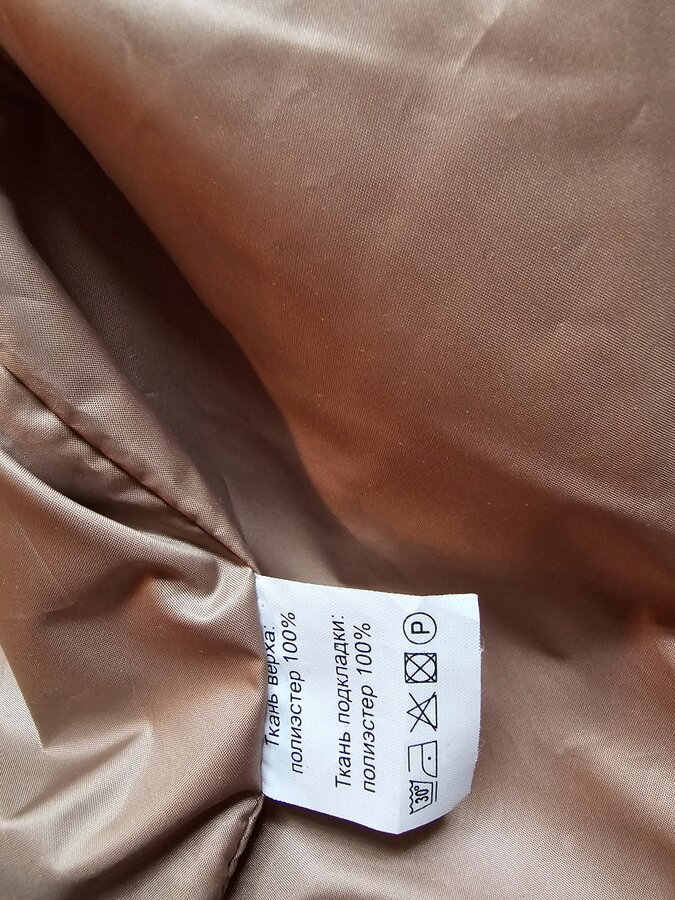 Ткань верха:
полиэстер 100%
Ткань подкладки:
полиэстер 100%
30° P